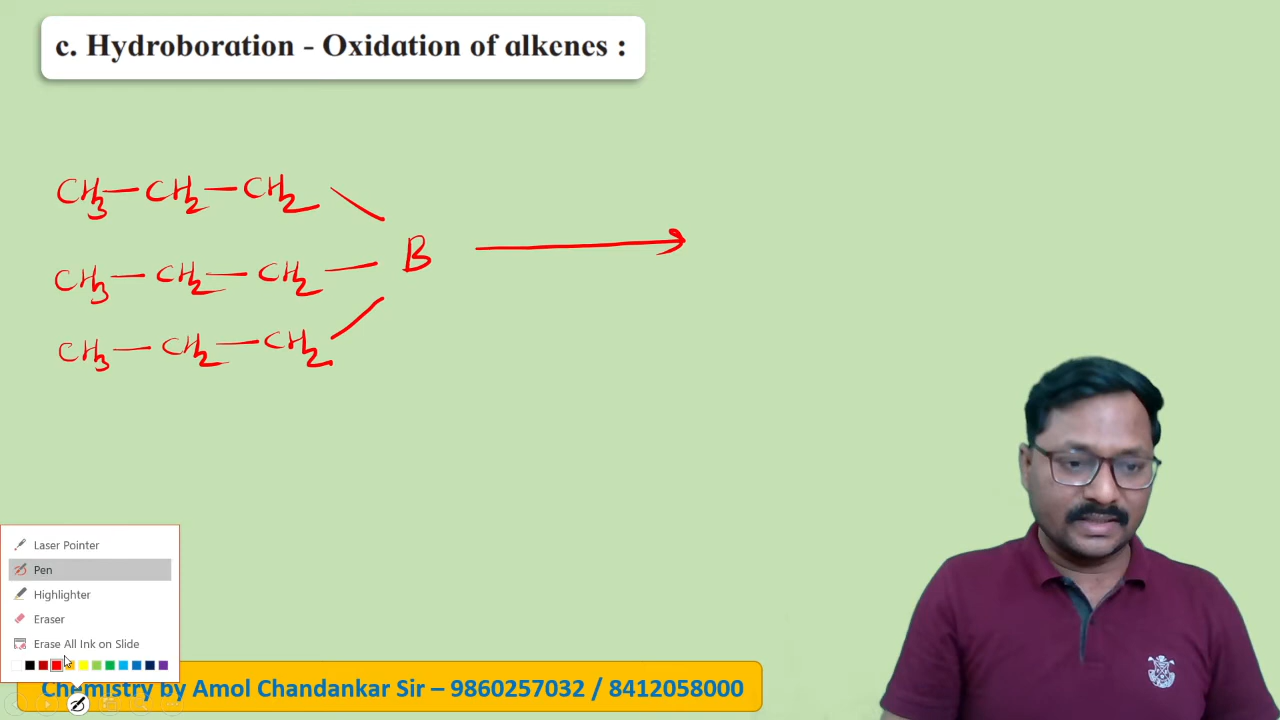 c. Hydroboration - Oxidation of alkenes :
CH3—CH2—CH2
B
CH3—CH2—CH2
CH3—CH2—CH2
Laser Pointer
Pen
Highlighter
Eraser
Erase All Ink on Slide
Chemistry by Amol Chandankar Sir – 9860257032 / 8412058000